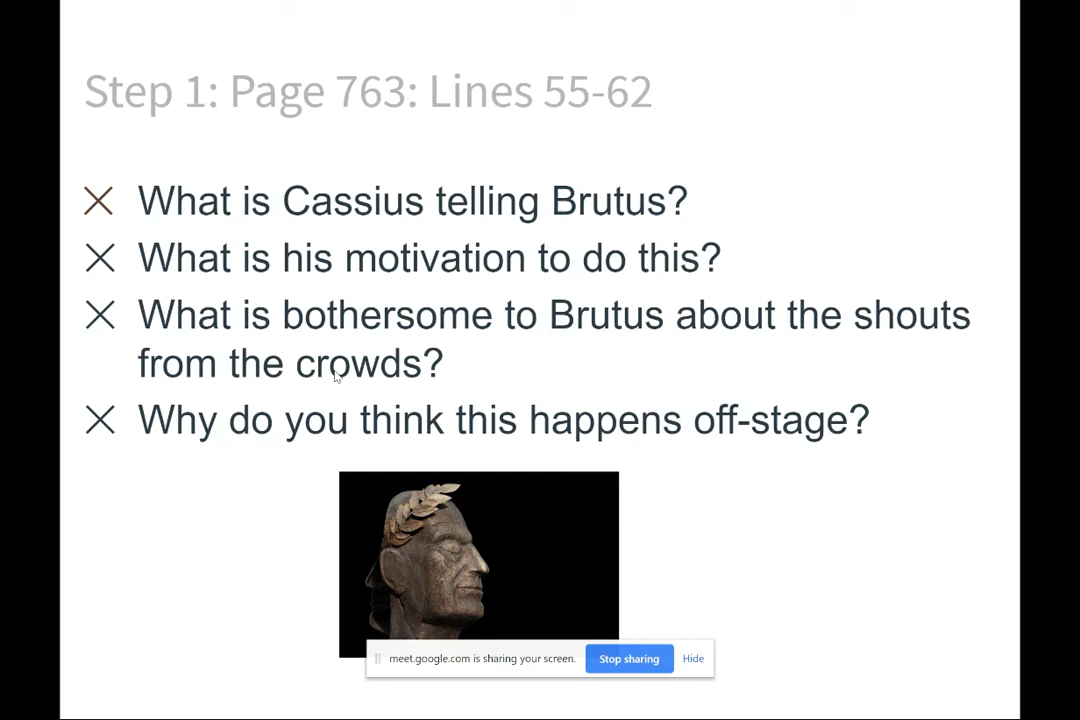 Step 1: Page 763: Lines 55-62
What is Cassius telling Brutus?
What is his motivation to do this?
What is bothersome to Brutus about the shouts
from the crowds?
Why do you think this happens off-stage?
meet.google.com is sharing your screen. Stop sharing Hide